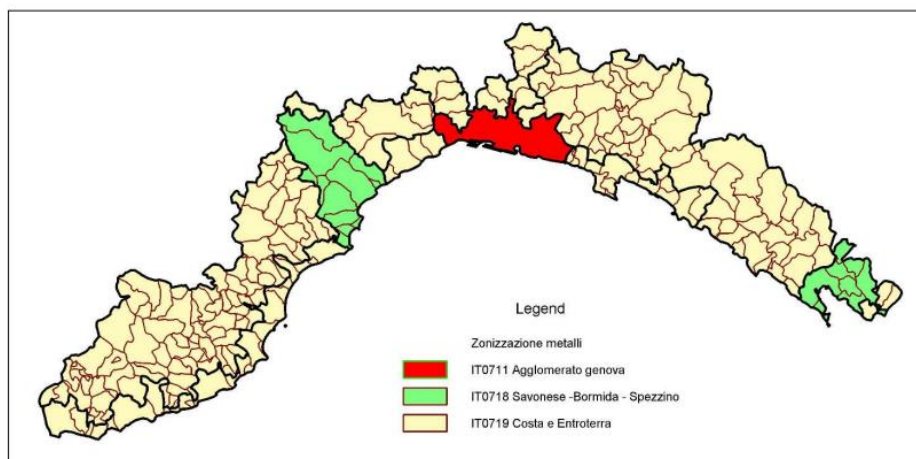 Legend
Zonizzazione metalli
IT0711 Agglomerato genova
IT0718 Savonese -Bormida - Spezzino
IT0719 Costa e Entroterra